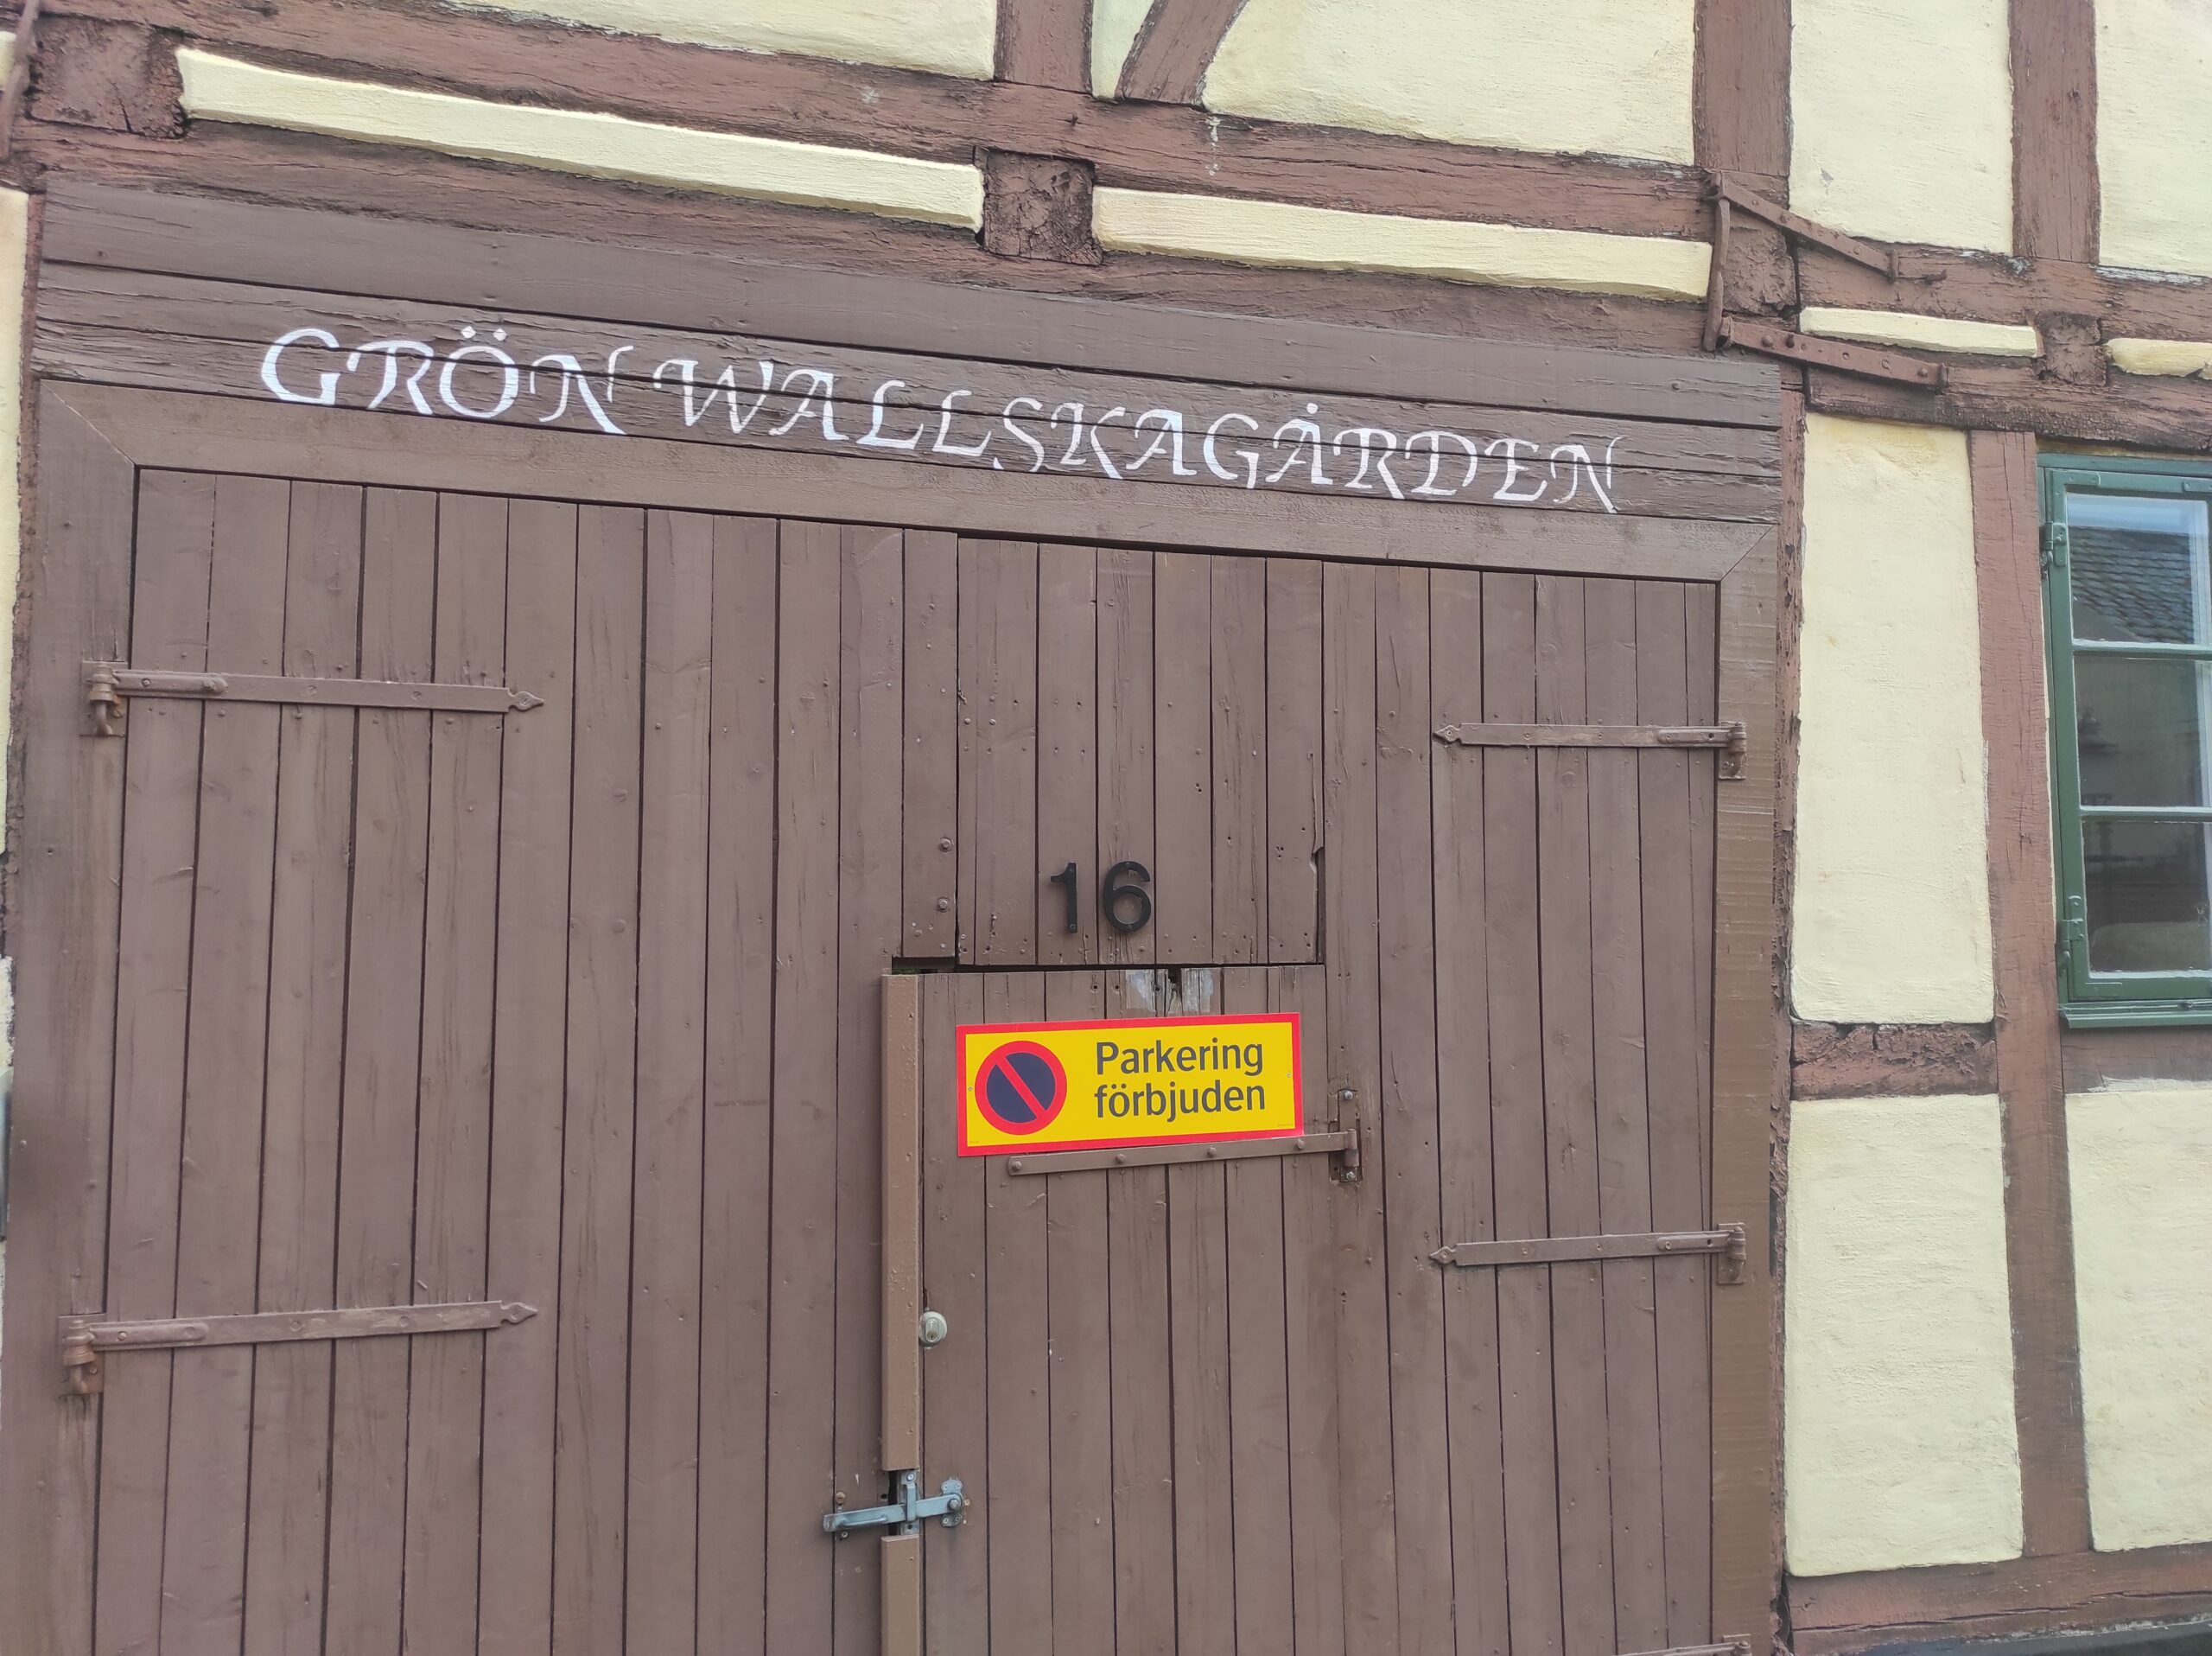 GRÖN WALLSKAGÅRDEN
16
Parkering
förbjuden